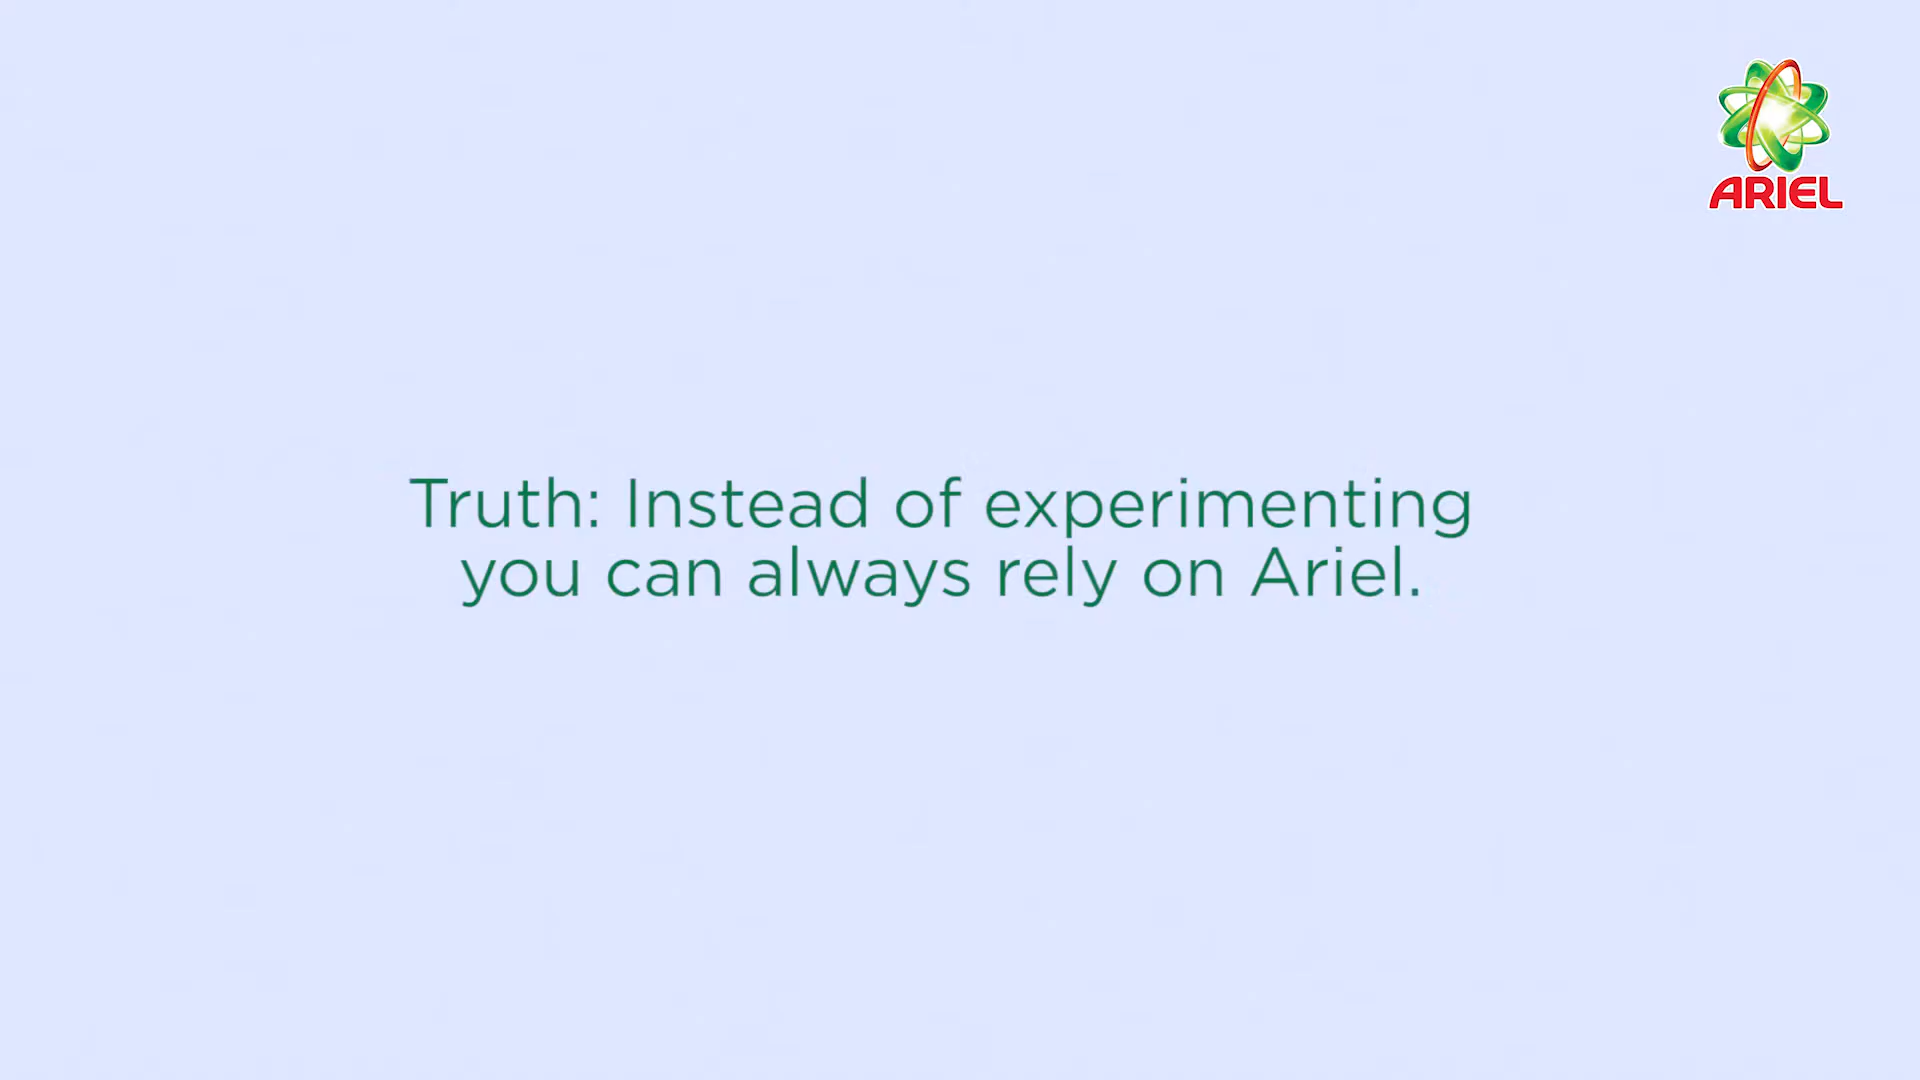 ARIEL
Truth: Instead of experimenting
you can always rely on Ariel.